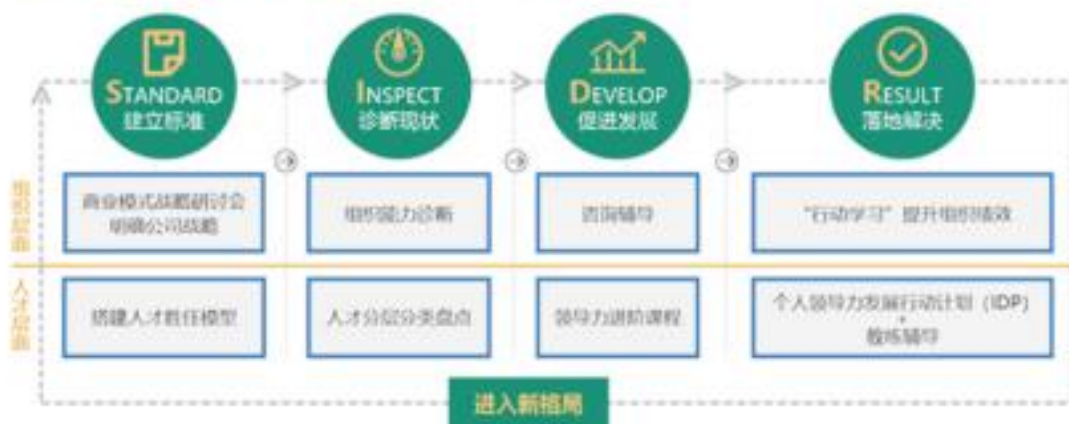 STANDARD
建立标准
INSPECT
诊断现状
DEVELOP
促进发展
RESULT
落地解决
组织层面
商业模式战略研讨会
明确公司战略
组织能力诊断
咨询辅导
“行动学习”提升组织绩效
人才层面
搭建人才胜任模型
人才分层分类盘点
领导力进阶课程
个人领导力发展行动计划（IDP）
+
教练辅导
进入新格局